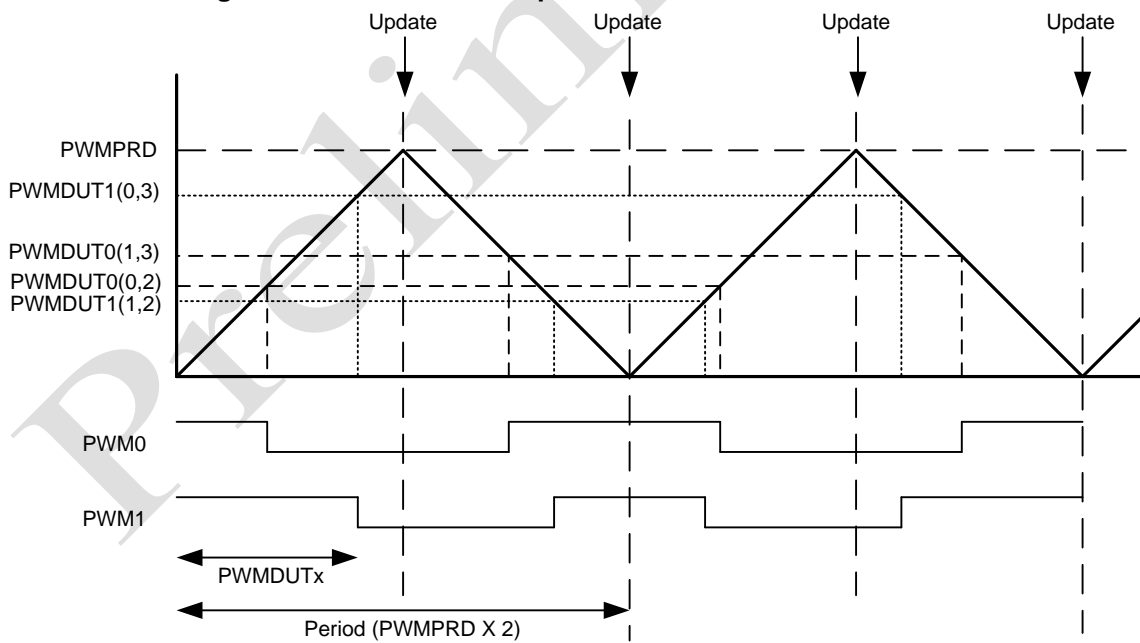 Update Update Update Update
PWMPRD
PWMDUT1(0,3)
PWMDUT0(1,3)
PWMDUT0(0,2)
PWMDUT1(1,2)
PWM0
PWM1
PWMDUTx
Period (PWMPRD X 2)